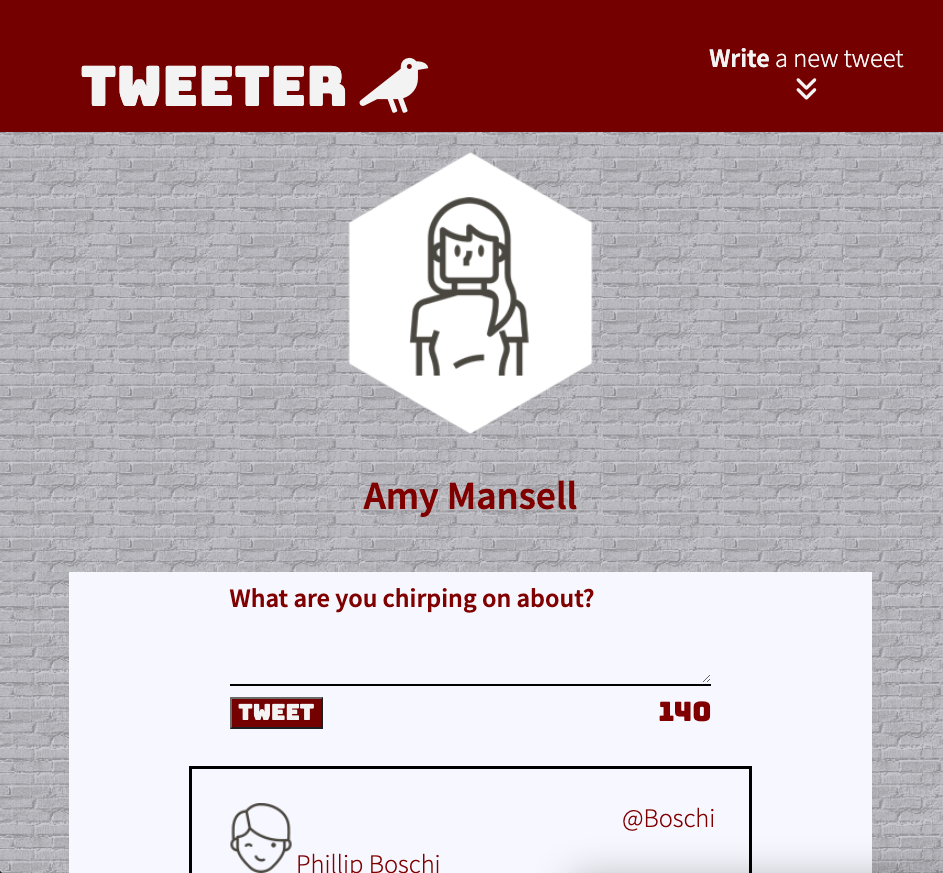 TWEETER
Write a new tweet
Amy Mansell
What are you chirping on about?
TWEET
140
@Boschi
Phillip Boschi